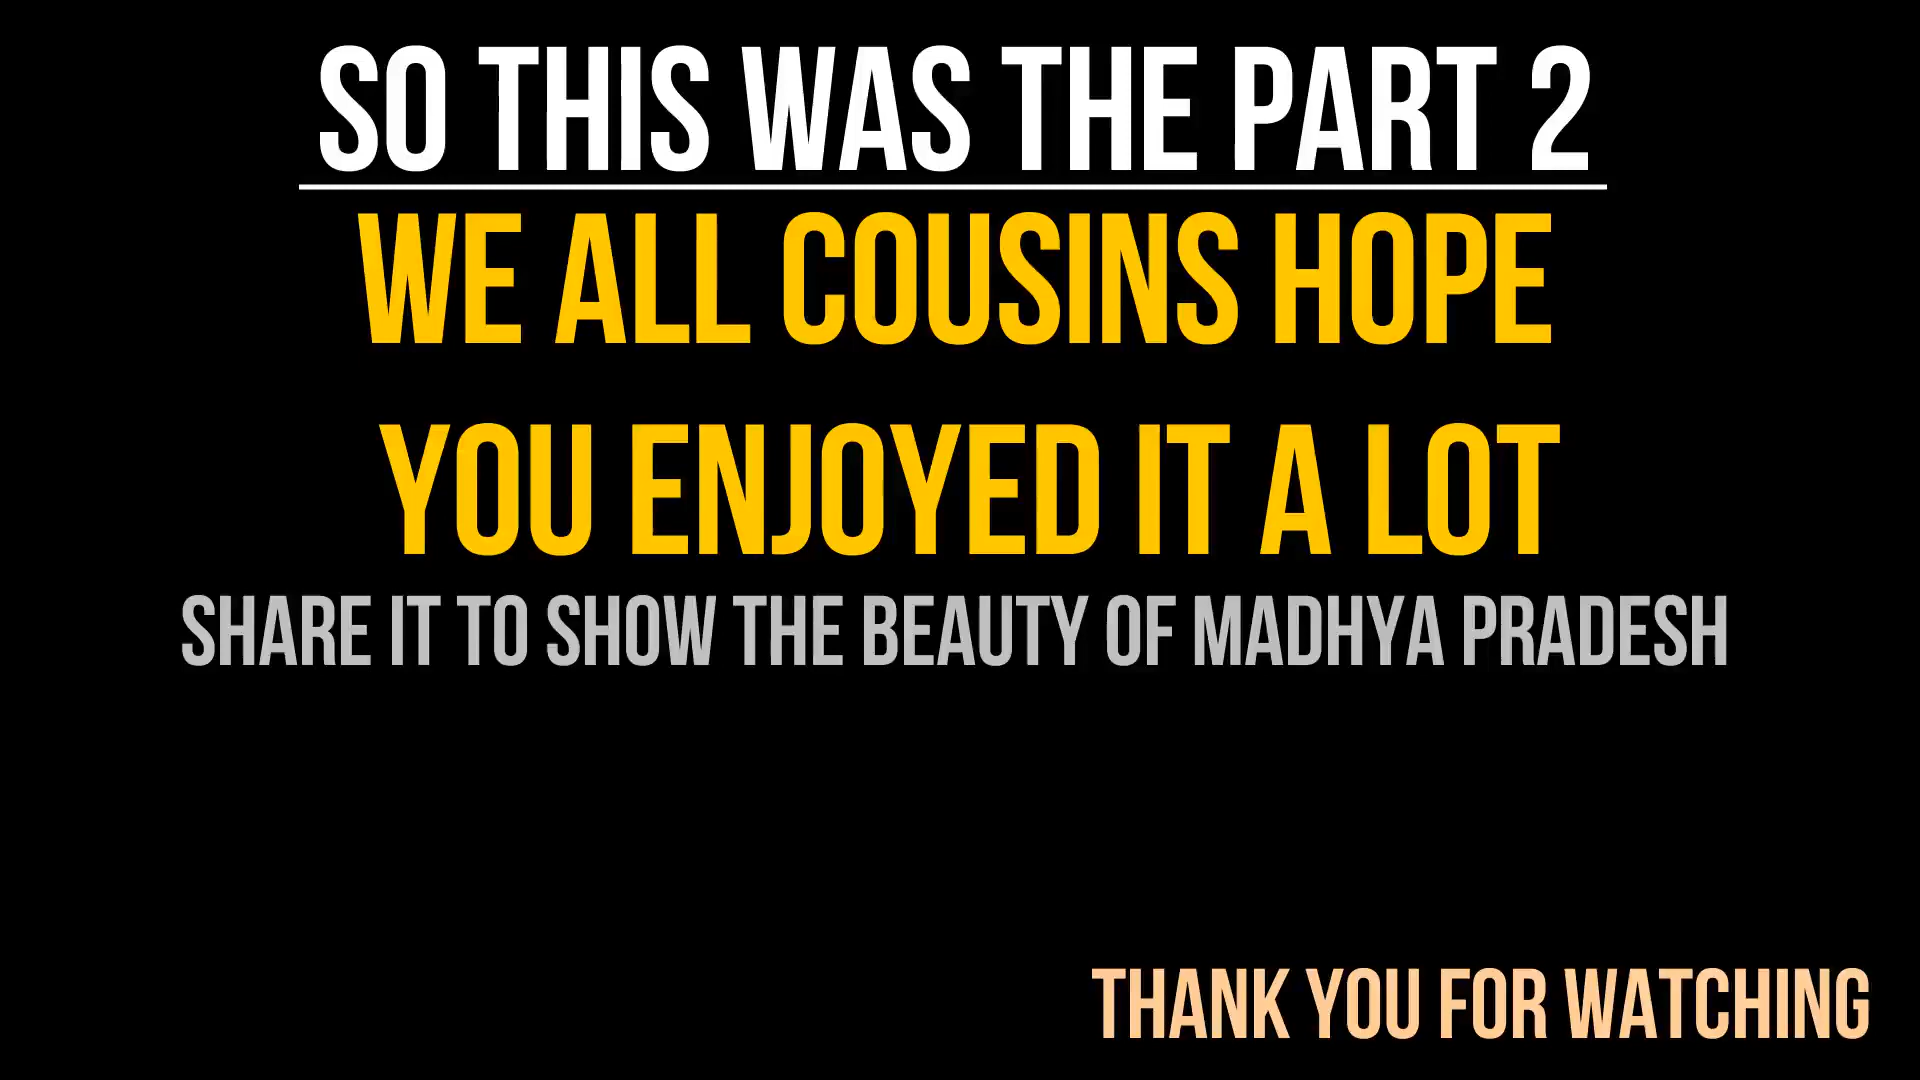 SO THIS WAS THE PART 2
WE ALL COUSINS HOPE
YOU ENJOYED IT A LOT
SHARE IT TO SHOW THE BEAUTY OF MADHYA PRADESH
THANK YOU FOR WATCHING